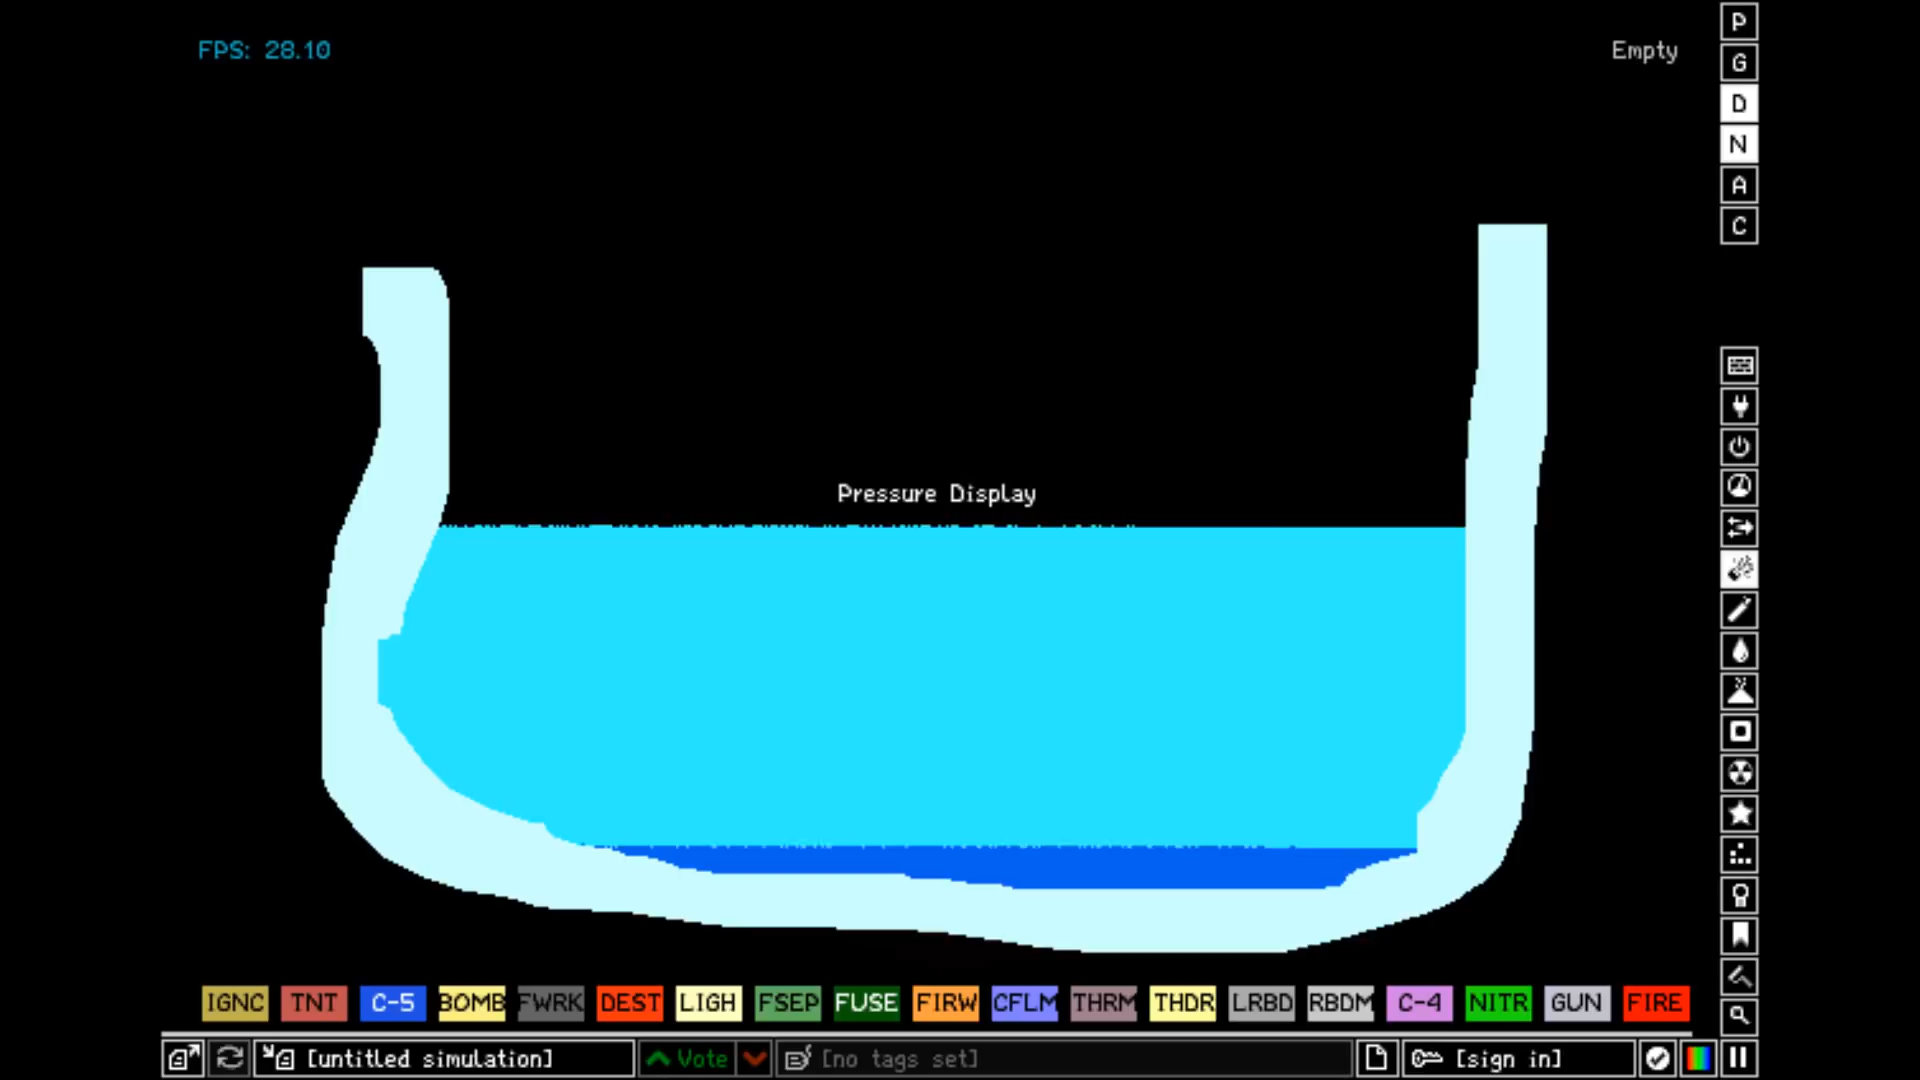 FPS: 28.10
Empty
P
G
D
N
A
C
Pressure Display
IGNC TNT C-5 BOMB FWRK DEST LIGH FSEP FUSE FIRW CFLM THRM THDR LRBD RBDM C-4 NITR GUN FIRE
[untitled simulation] Vote [no tags set] [sign in]